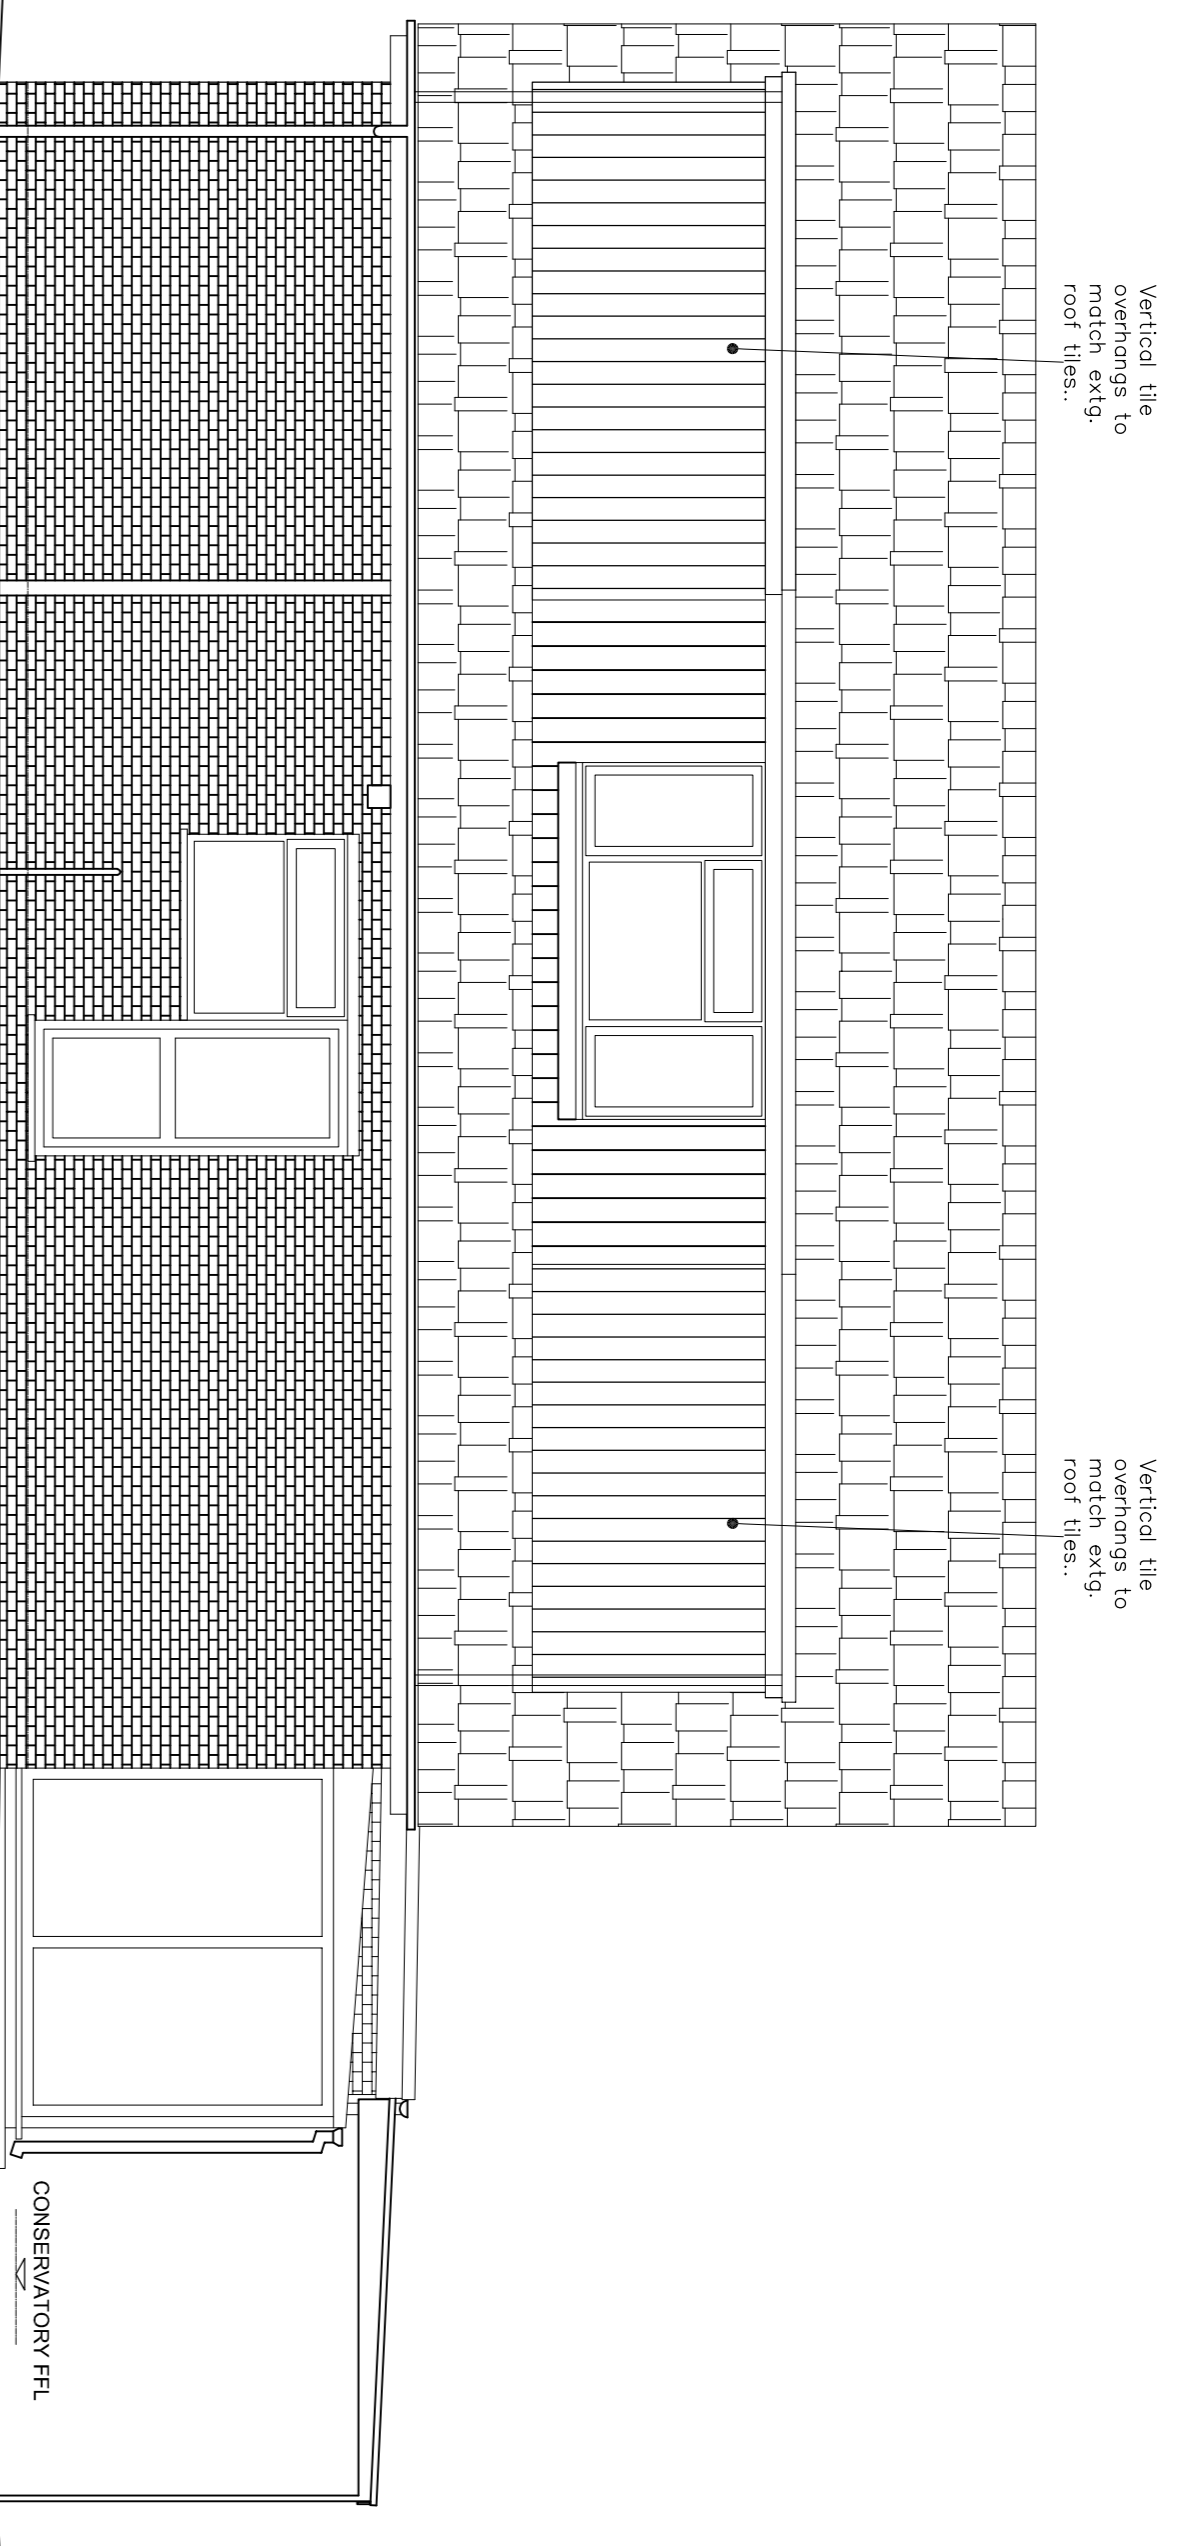 Vertical tile
overhangs to
match extg.
roof tiles..
Vertical tile
overhangs to
match extg.
roof tiles..
CONSERVATORY FFL